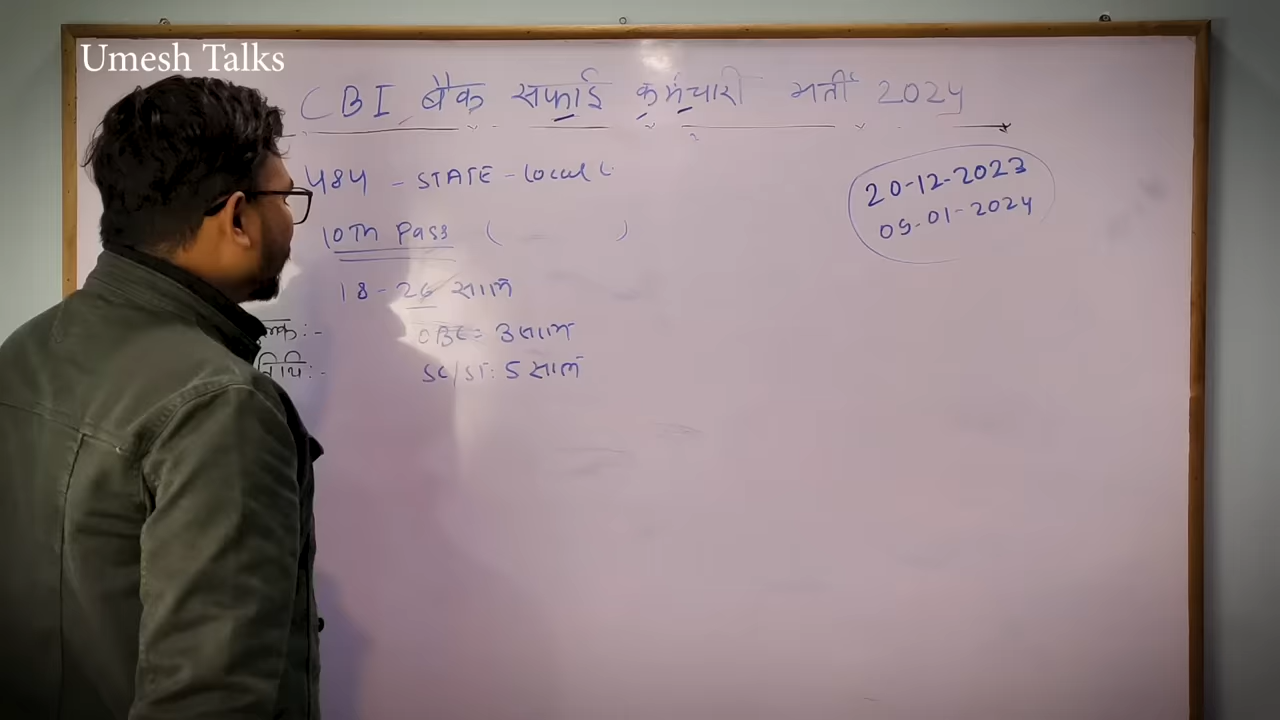 Umesh Talks
CBI बैंक सफाई कर्मचारी भर्ती 2024
484 - STATE - Local L
20-12-2023
09-01-2024
10Th Pass ( )
18-26 साल
OBC = 3 साल
SC/ST: 5 साल